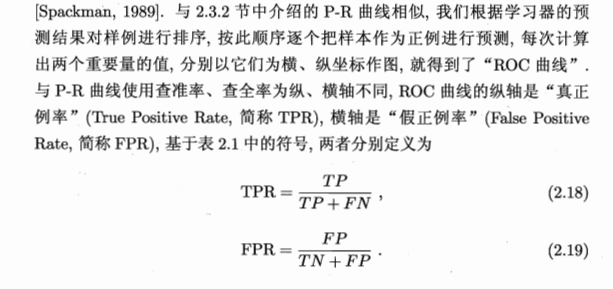 [Spackman, 1989]. 与 2.3.2 节中介绍的 P-R 曲线相似, 我们根据学习器的预
测结果对样例进行排序, 按此顺序逐个把样本作为正例进行预测, 每次计算
出两个重要量的值, 分别以它们为横、纵坐标作图, 就得到了“ROC 曲线”.
与 P-R 曲线使用查准率、查全率为纵、横轴不同, ROC 曲线的纵轴是“真正
例率”(True Positive Rate, 简称 TPR), 横轴是“假正例率”(False Positive
Rate, 简称 FPR), 基于表 2.1 中的符号, 两者分别定义为
TPR = TP / (TP + FN) , (2.18)
FPR = FP / (TN + FP) . (2.19)